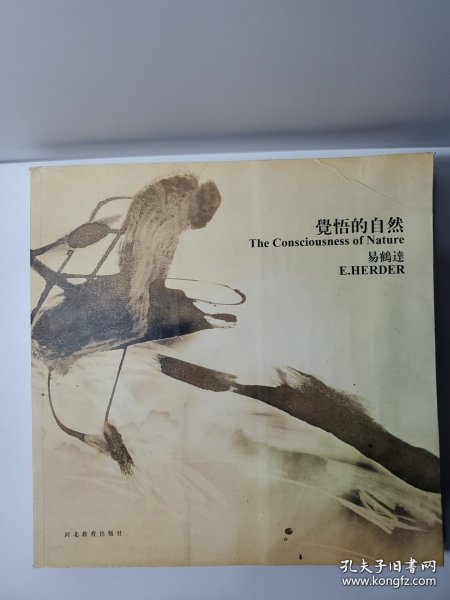 覺悟的自然
The Consciousness of Nature
易鶴達
E.HERDER
河北教育出版社
孔夫子旧书网
www.kongfz.com